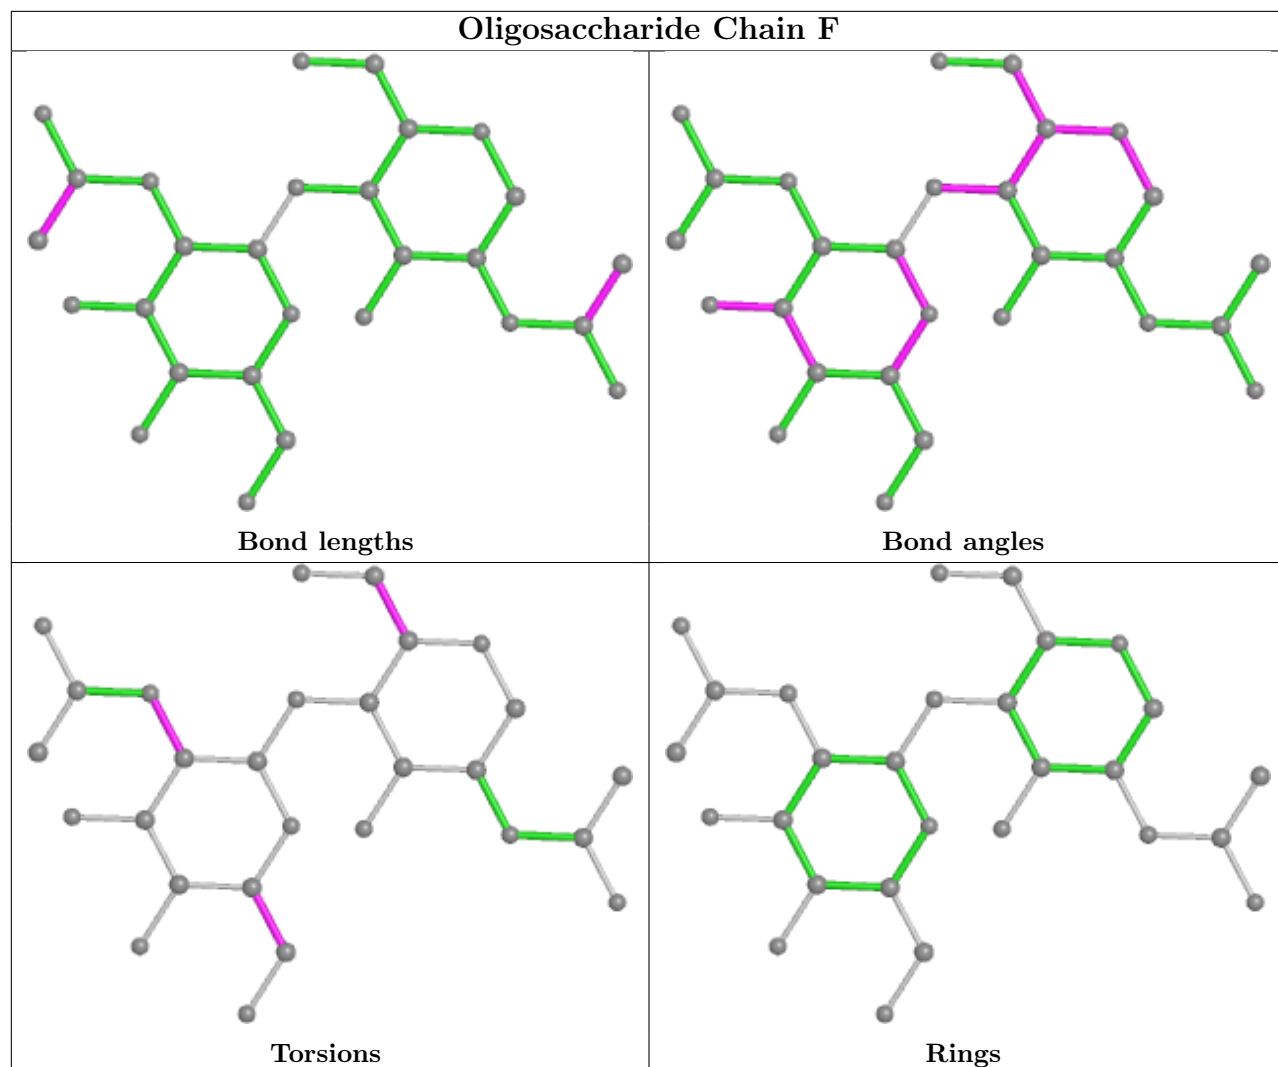 Oligosaccharide Chain F
Bond lengths
Bond angles
Torsions
Rings